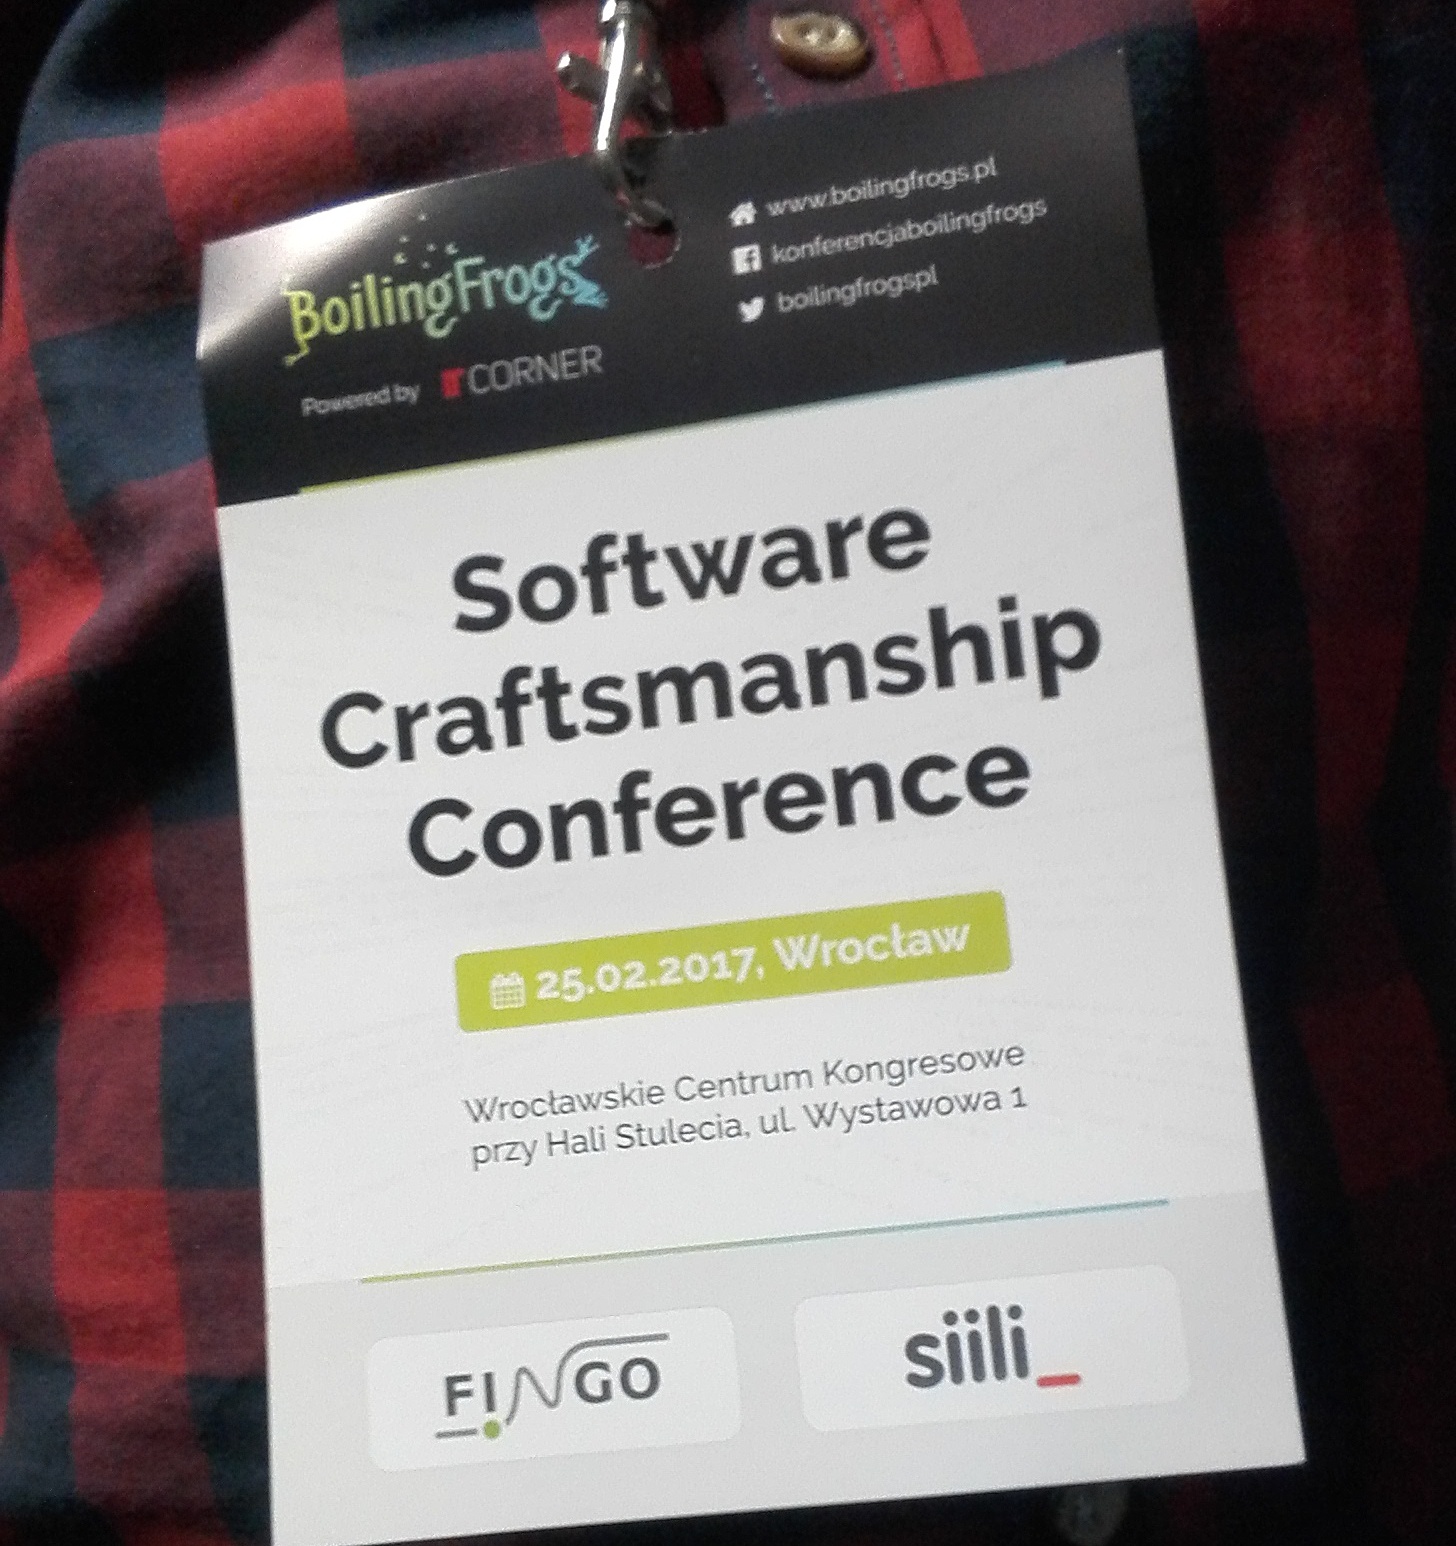 BoilingFrogs
Powered by CORNER
www.boilingfrogs.pl
konferencjaboilingfrogs
boilingfrogspl
Software
Craftsmanship
Conference
25.02.2017, Wrocław
Wrocławskie Centrum Kongresowe
przy Hali Stulecia, ul. Wystawowa 1
FINGO
siili_